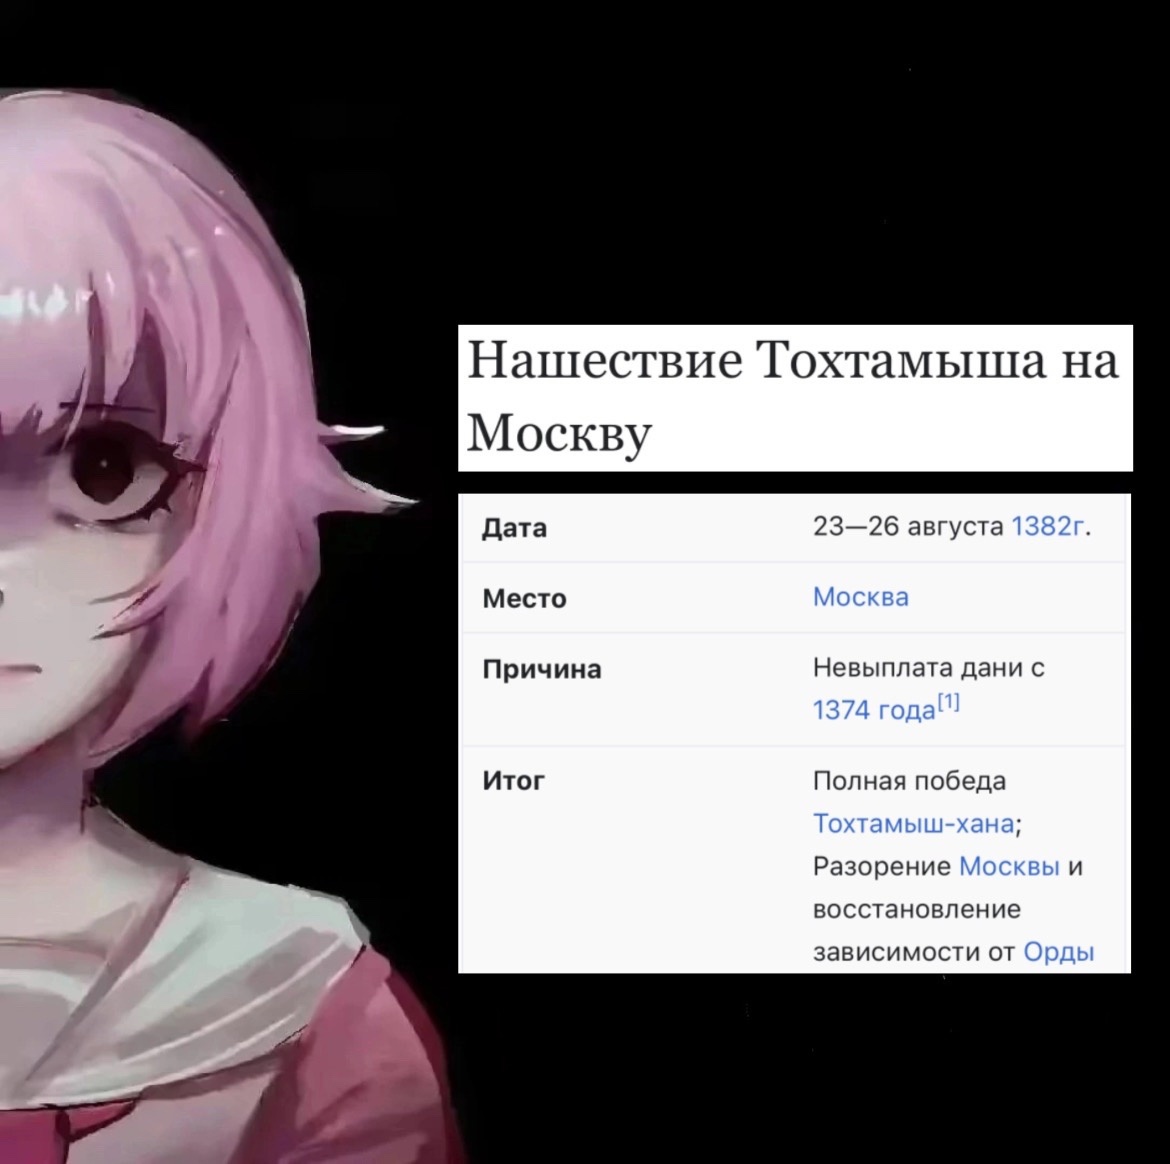 Нашествие Тохтамыша на
Москву
Дата 23—26 августа 1382г.
Место Москва
Причина Невыплата дани с
1374 года[1]
Итог Полная победа
Тохтамыш-хана;
Разорение Москвы и
восстановление
зависимости от Орды